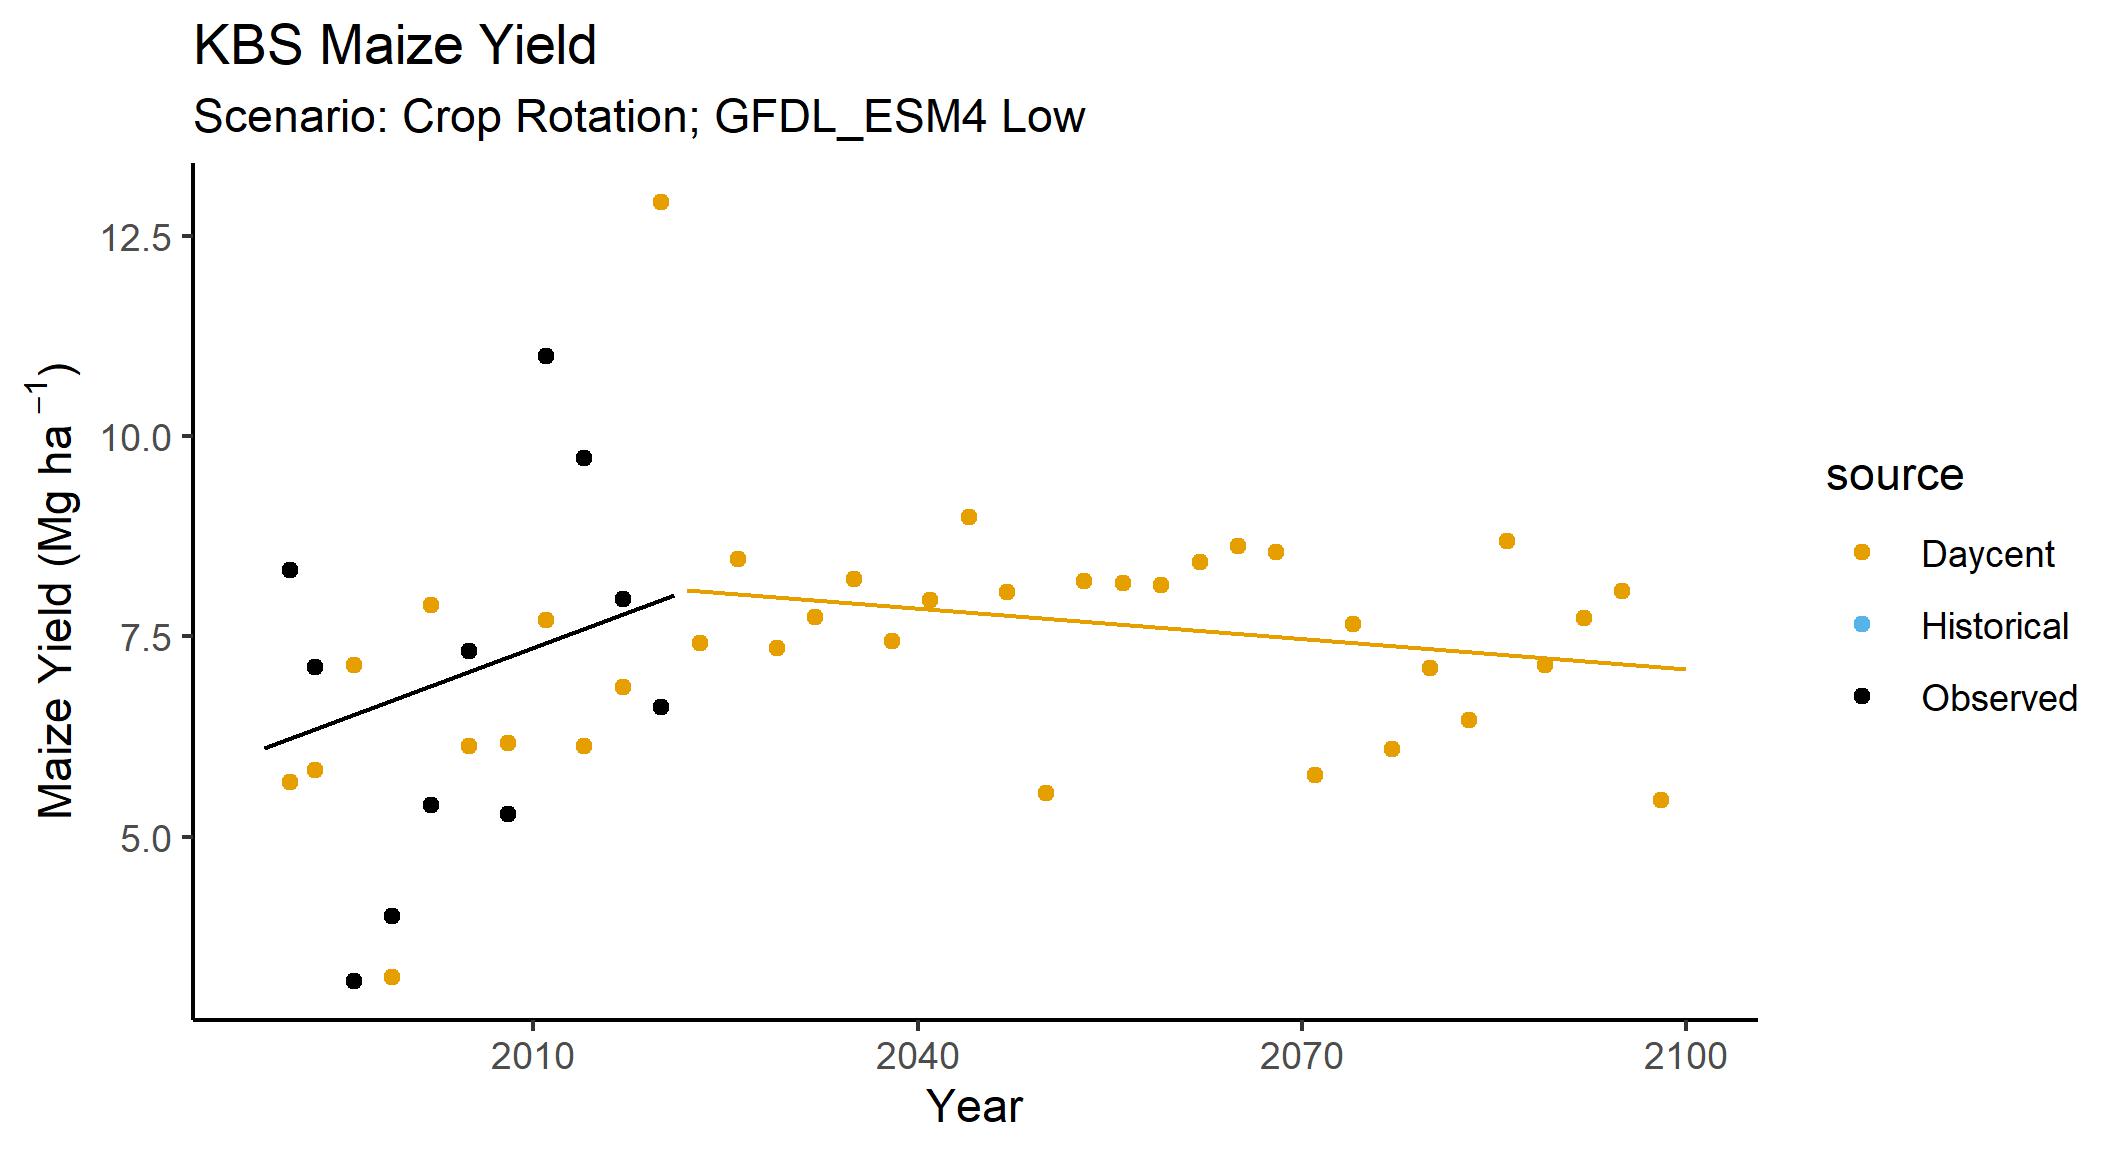 KBS Maize Yield
Scenario: Crop Rotation; GFDL_ESM4 Low
Maize Yield (Mg ha⁻¹)
12.5
10.0
7.5
5.0
2010
2040
2070
2100
Year
source
Daycent
Historical
Observed